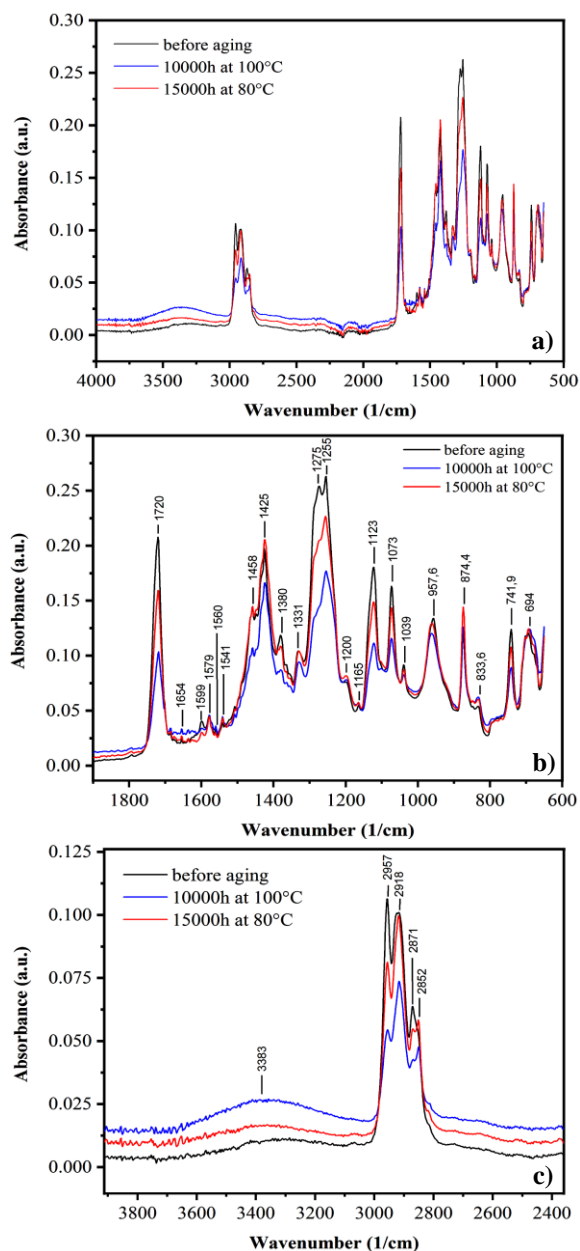 0.30
before aging
10000h at 100°C
15000h at 80°C
0.25
0.20
0.15
0.10
0.05
0.00
Absorbance (a.u.)
a)
4000 3500 3000 2500 2000 1500 1000 500
Wavenumber (1/cm)
0.30
before aging
10000h at 100°C
15000h at 80°C
0.25
0.20
0.15
0.10
0.05
0.00
Absorbance (a.u.)
1720
1654
1599
1579
1560
1541
1458
1425
1380
1331
1275
1255
1200
1165
1123
1073
1039
957,6
874,4
833,6
741,9
694
b)
1800 1600 1400 1200 1000 800 600
Wavenumber (1/cm)
0.125
before aging
10000h at 100°C
15000h at 80°C
0.100
0.075
0.050
0.025
0.000
Absorbance (a.u.)
3383
2957
2918
2871
2852
c)
3800 3600 3400 3200 3000 2800 2600 2400
Wavenumber (1/cm)